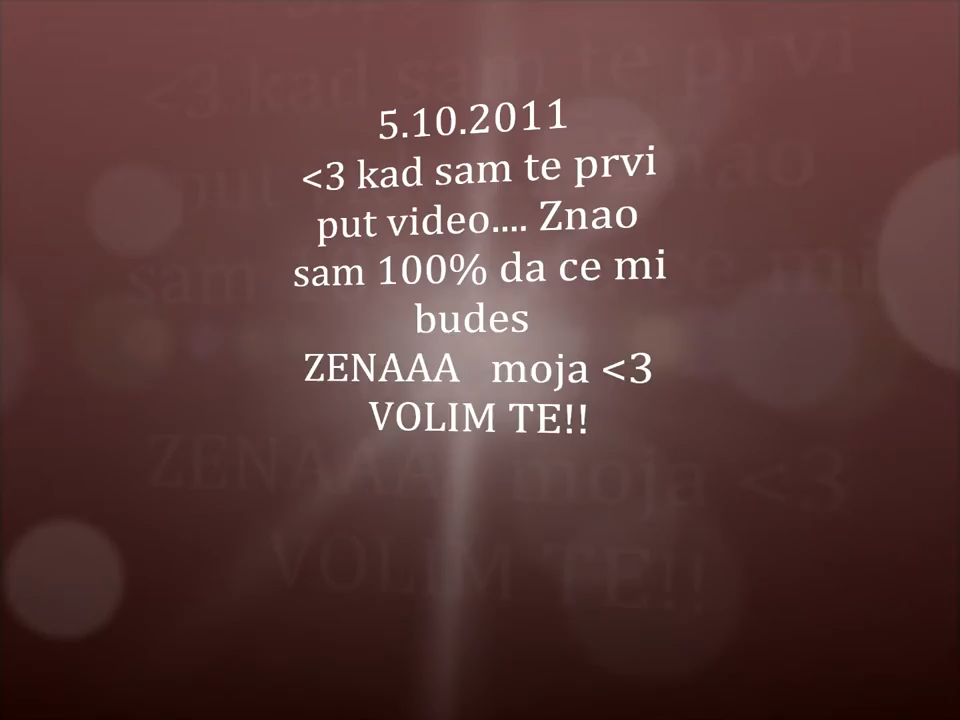 5.10.2011
<3 kad sam te prvi
put video.... Znao
sam 100% da ce mi
budes
ZENAAA moja <3
VOLIM TE!!